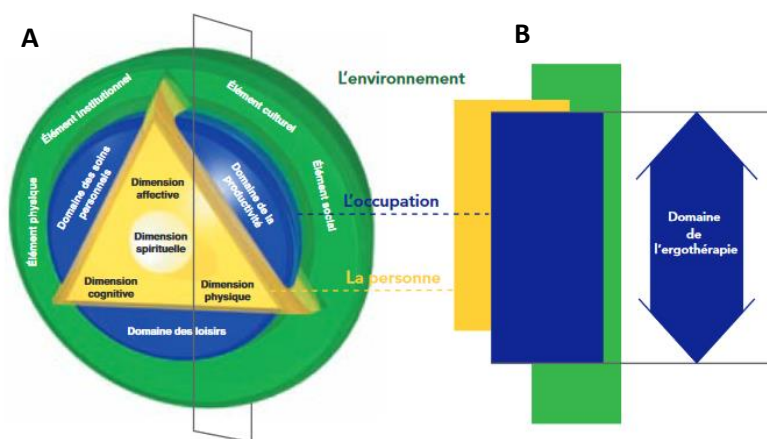 A
B
L'environnement
Élément institutionnel
Élément culturel
Élément physique
Élément social
Domaine des soins
personnels
Domaine de la
productivité
Dimension
affective
Dimension
spirituelle
Dimension
cognitive
Dimension
physique
Domaine des loisirs
L'occupation
La personne
Domaine
de
l'ergothérapie